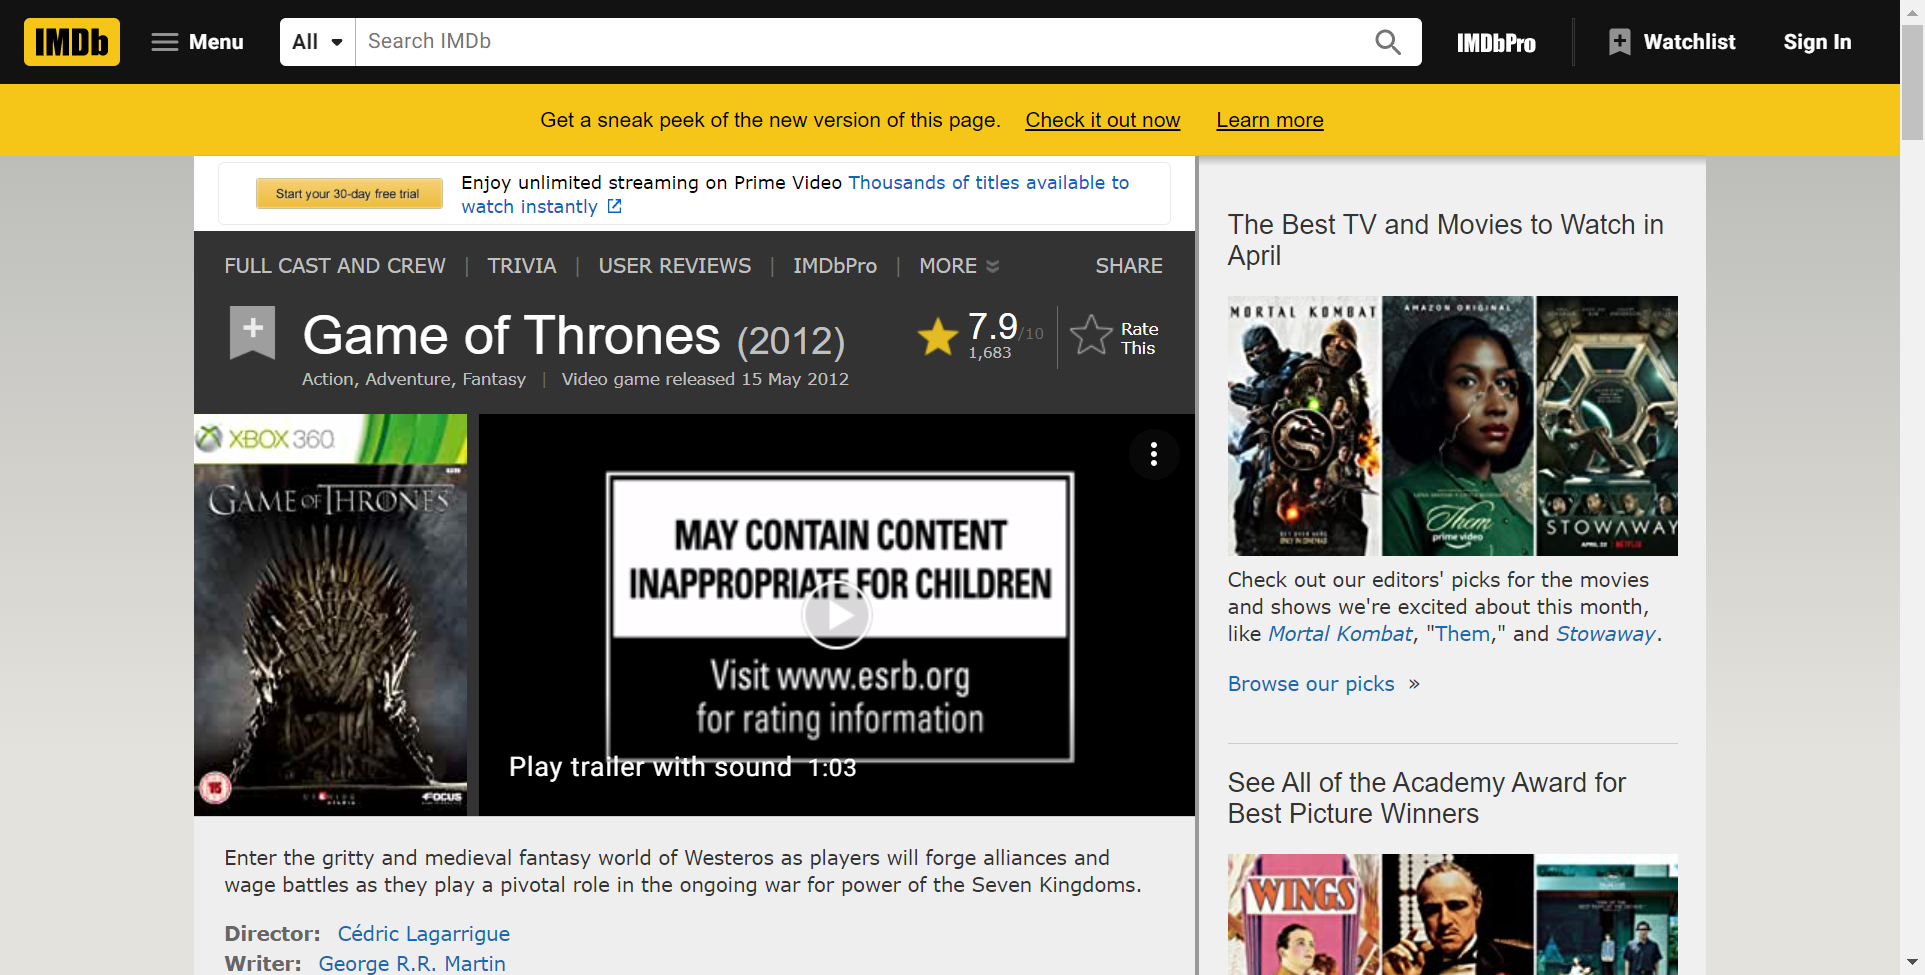 IMDb
Menu
All
Search IMDb
IMDbPro
Watchlist
Sign In
Get a sneak peek of the new version of this page. Check it out now Learn more
Start your 30-day free trial
Enjoy unlimited streaming on Prime Video Thousands of titles available to
watch instantly
FULL CAST AND CREW | TRIVIA | USER REVIEWS | IMDbPro | MORE
SHARE
Game of Thrones (2012)
7.9/10
1,683
Rate
This
Action, Adventure, Fantasy | Video game released 15 May 2012
XBOX 360
GAME OF THRONES
15
FOCUS
MAY CONTAIN CONTENT
INAPPROPRIATE FOR CHILDREN
Visit www.esrb.org
for rating information
Play trailer with sound 1:03
Enter the gritty and medieval fantasy world of Westeros as players will forge alliances and
wage battles as they play a pivotal role in the ongoing war for power of the Seven Kingdoms.
Director: Cédric Lagarrigue
Writer: George R.R. Martin
The Best TV and Movies to Watch in
April
MORTAL KOMBAT
AMAZON ORIGINAL
Them
prime video
STOWAWAY
APRIL 22 NETFLIX
Check out our editors' picks for the movies
and shows we're excited about this month,
like Mortal Kombat, "Them," and Stowaway.
Browse our picks »
See All of the Academy Award for
Best Picture Winners
WINGS